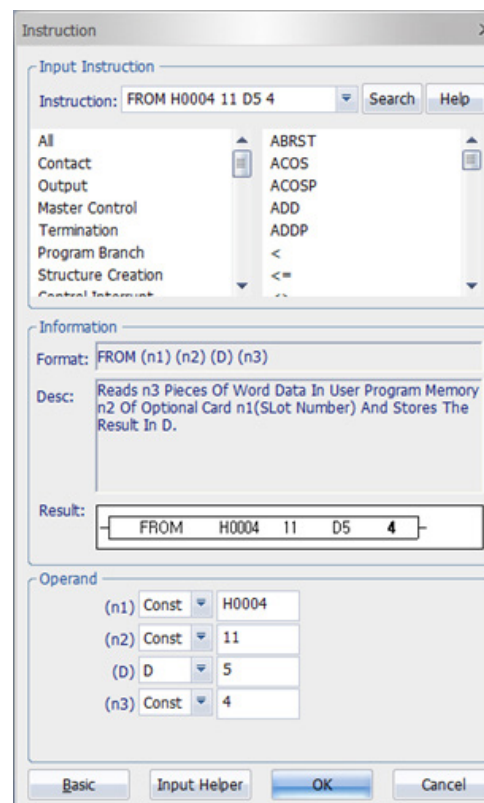 Instruction
Input Instruction
Instruction: FROM H0004 11 D5 4 Search Help
All
Contact
Output
Master Control
Termination
Program Branch
Structure Creation
Control Interrupt
ABRST
ACOS
ACOSP
ADD
ADDP
<
<=
Information
Format: FROM (n1) (n2) (D) (n3)
Desc: Reads n3 Pieces Of Word Data In User Program Memory
n2 Of Optional Card n1(SLot Number) And Stores The
Result In D.
Result: FROM H0004 11 D5 4
Operand
(n1) Const H0004
(n2) Const 11
(D) D 5
(n3) Const 4
Basic Input Helper OK Cancel